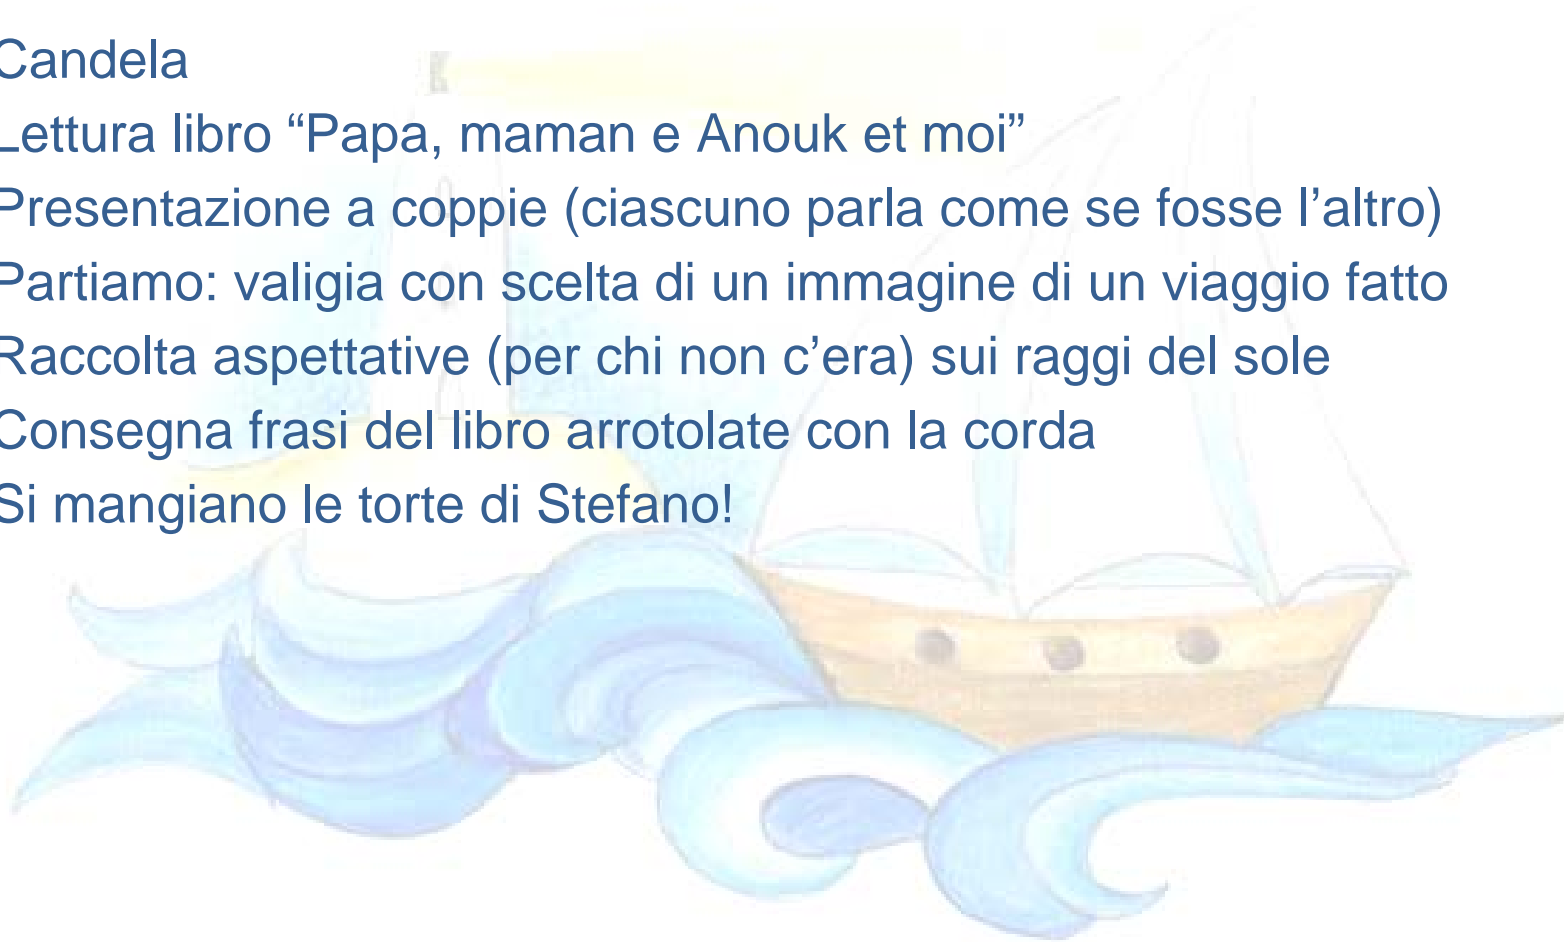 Candela
Lettura libro “Papa, maman e Anouk et moi”
Presentazione a coppie (ciascuno parla come se fosse l’altro)
Partiamo: valigia con scelta di un immagine di un viaggio fatto
Raccolta aspettative (per chi non c’era) sui raggi del sole
Consegna frasi del libro arrotolate con la corda
Si mangiano le torte di Stefano!